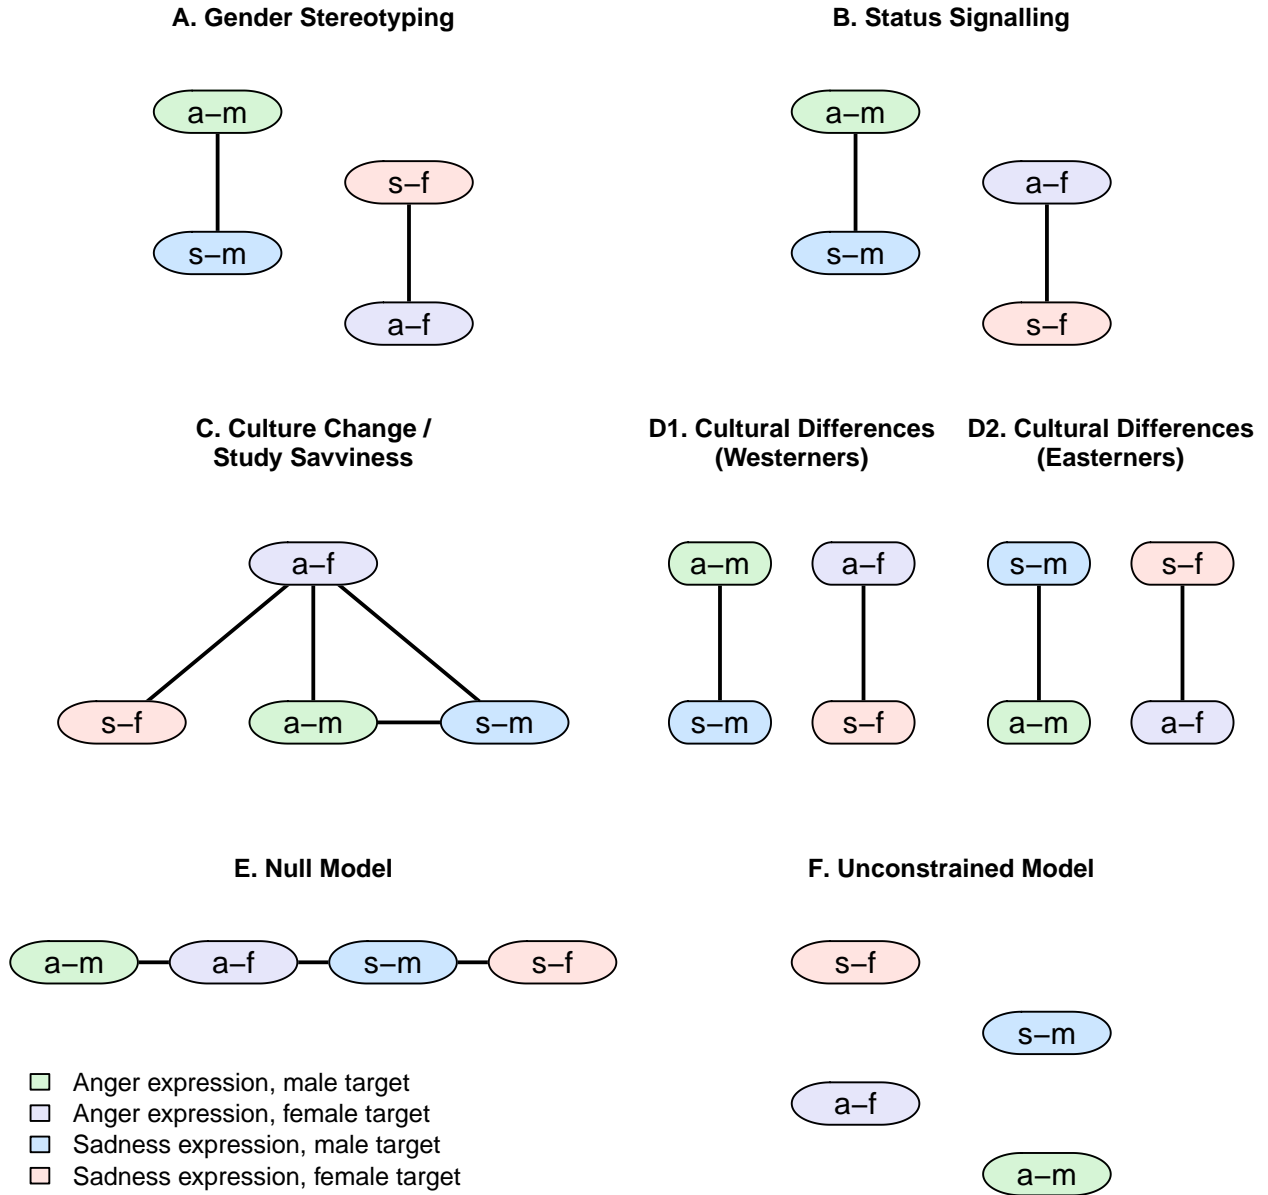 A. Gender Stereotyping
a–m
s–f
s–m
a–f
B. Status Signalling
a–m
a–f
s–m
s–f
C. Culture Change /
Study Savviness
a–f
s–f
a–m
s–m
D1. Cultural Differences
(Westerners)
a–m
a–f
s–m
s–f
D2. Cultural Differences
(Easterners)
s–m
s–f
a–m
a–f
E. Null Model
a–m
a–f
s–m
s–f
Anger expression, male target
Anger expression, female target
Sadness expression, male target
Sadness expression, female target
F. Unconstrained Model
s–f
s–m
a–f
a–m